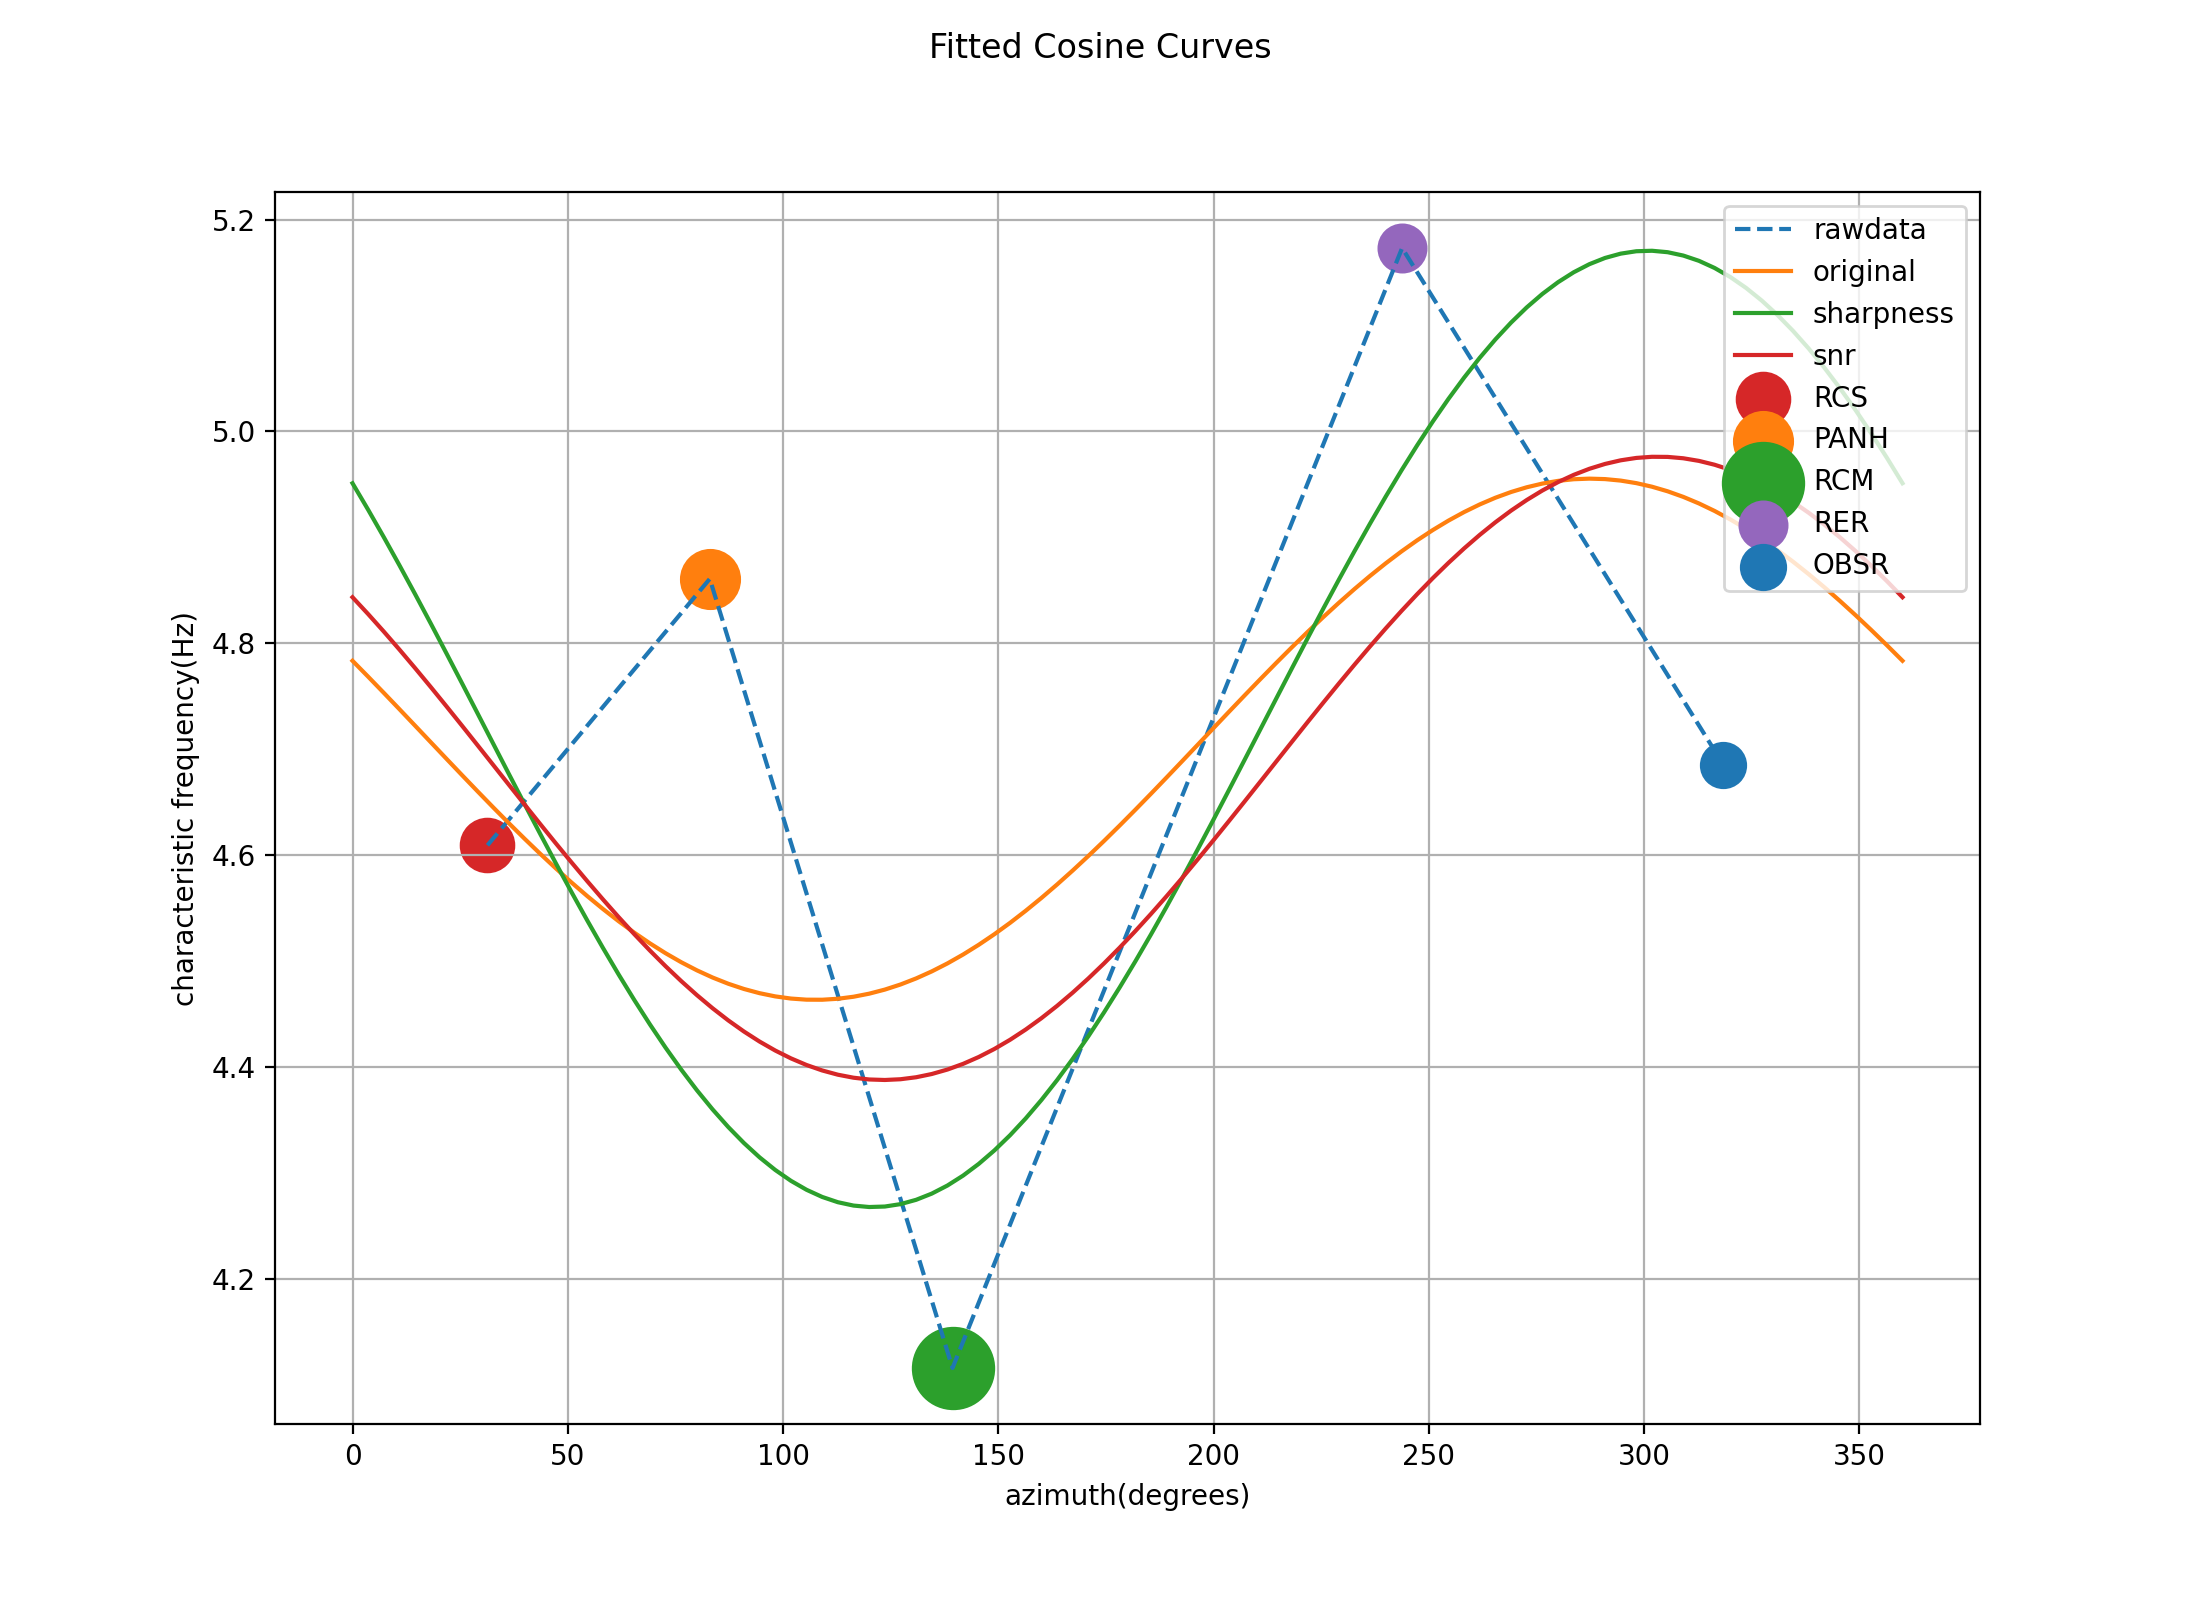 Fitted Cosine Curves
characteristic frequency(Hz)
5.2
5.0
4.8
4.6
4.4
4.2
rawdata
original
sharpness
snr
RCS
PANH
RCM
RER
OBSR
0 50 100 150 200 250 300 350
azimuth(degrees)